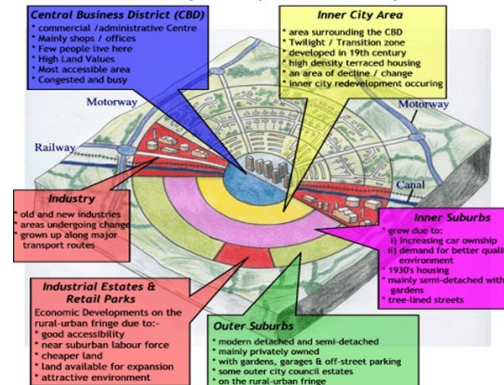 Central Business District (CBD)
* commercial /administrative Centre
* Mainly shops / offices
* Few people live here
* High Land Values
* Most accessible area
* Congested and busy
Inner City Area
* area surrounding the CBD
* Twilight / Transition zone
* developed in 19th century
* high density terraced housing
* an area of decline / change
* inner city redevelopment occuring
Motorway
Motorway
Railway
Canal
Industry
* old and new industries
* areas undergoing change
* grown up along major
transport routes
Inner Suburbs
* grew due to:
i) increasing car ownship
ii) demand for better quality
environment
* 1930's housing
* mainly semi-detached with
gardens
* tree-lined streets
Industrial Estates &
Retail Parks
Economic Developments on the
rural-urban fringe due to:-
* good accessibility
* near suburban labour force
* cheaper land
* land available for expansion
* attractive environment
Outer Suburbs
* modern detached and semi-detached
* mainly privately owned
* with gardens, garages & off-street parking
* some outer city council estates
* on the rural-urban fringe